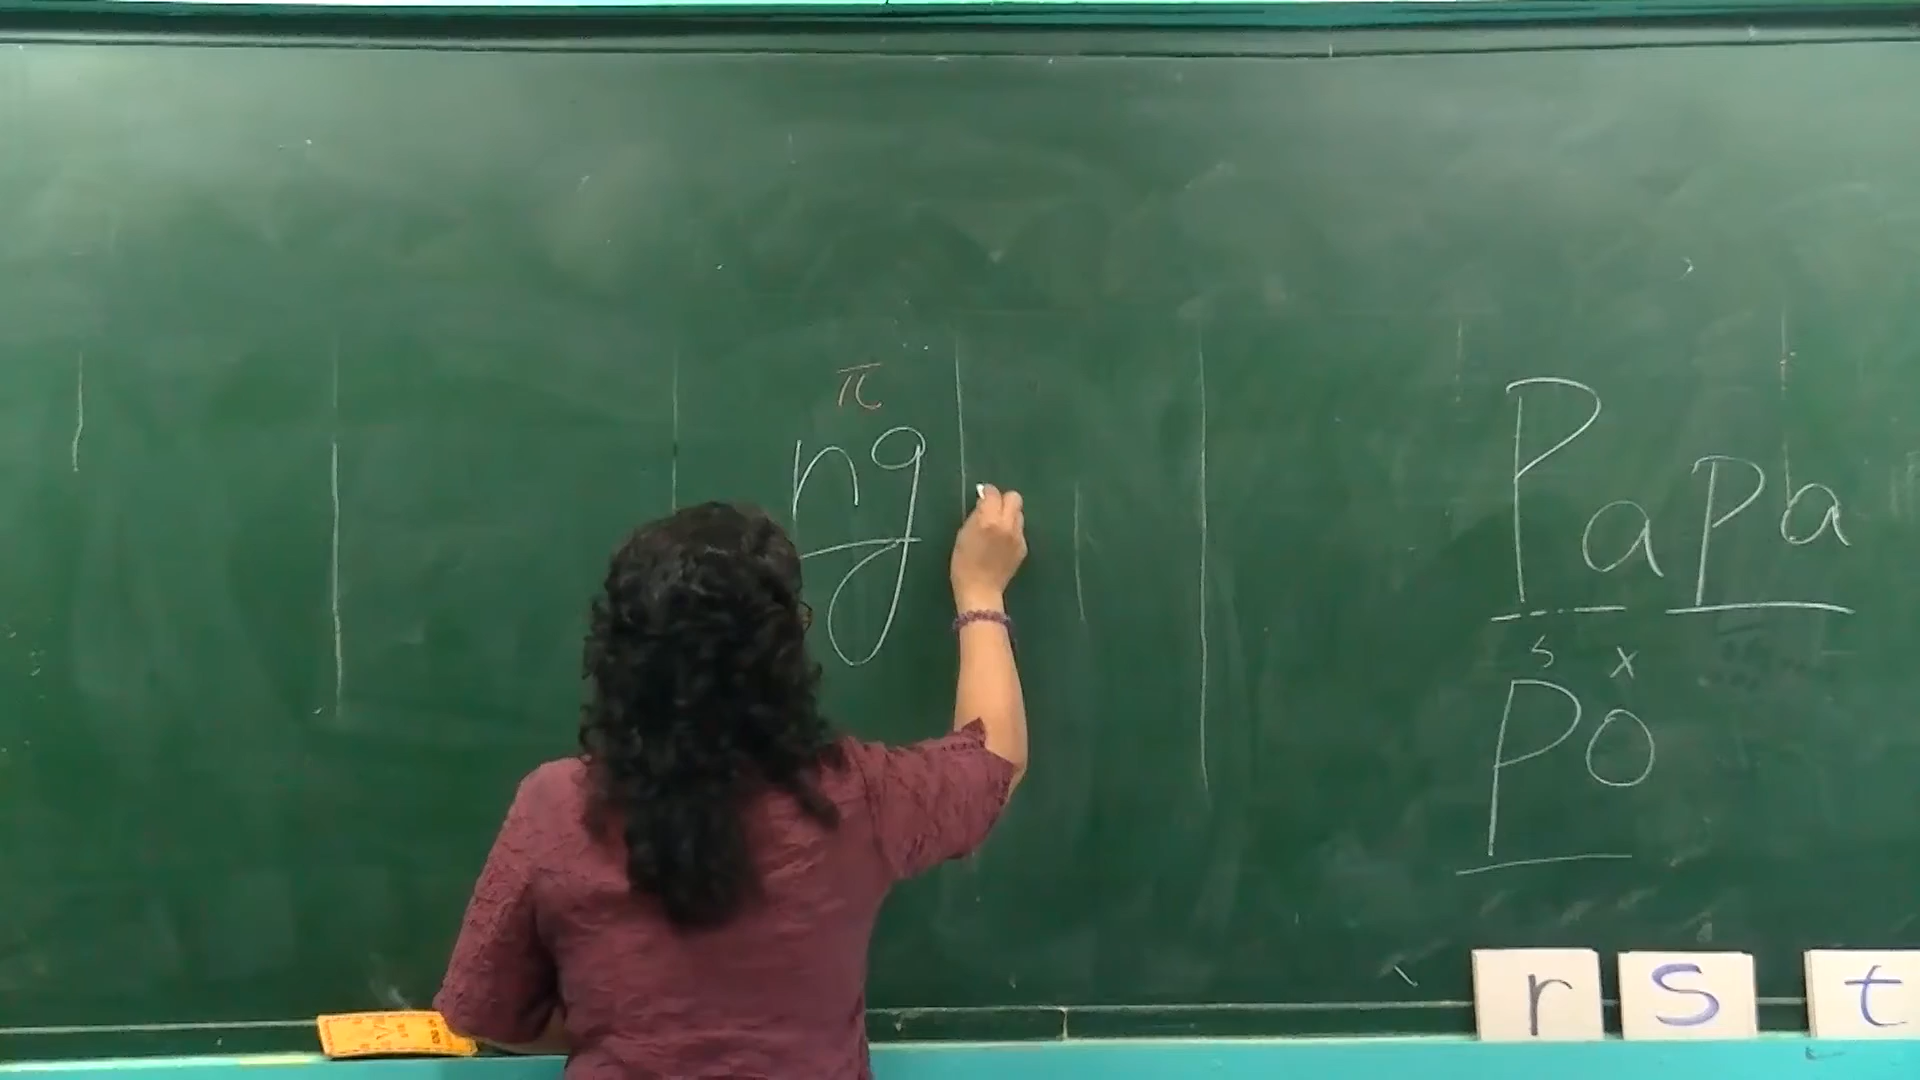 π
ng
Papa
s x
po
r s t